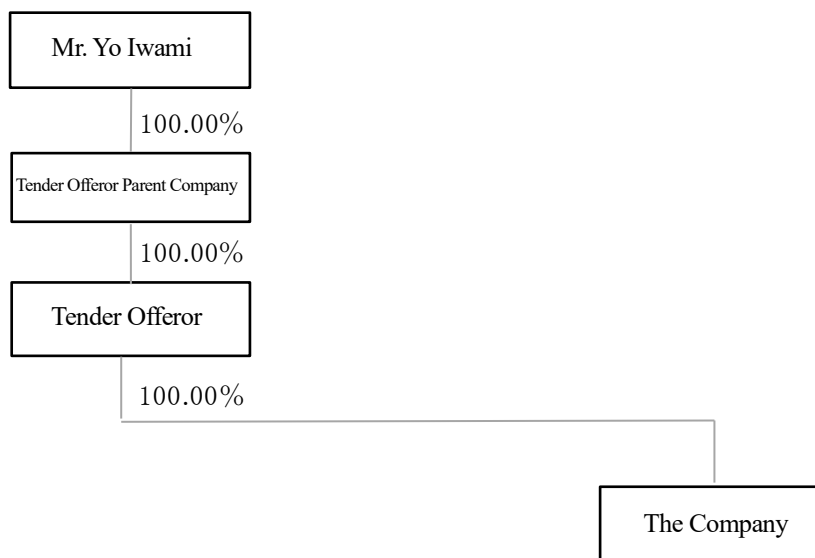 Mr. Yo Iwami
100.00%
Tender Offeror Parent Company
100.00%
Tender Offeror
100.00%
The Company